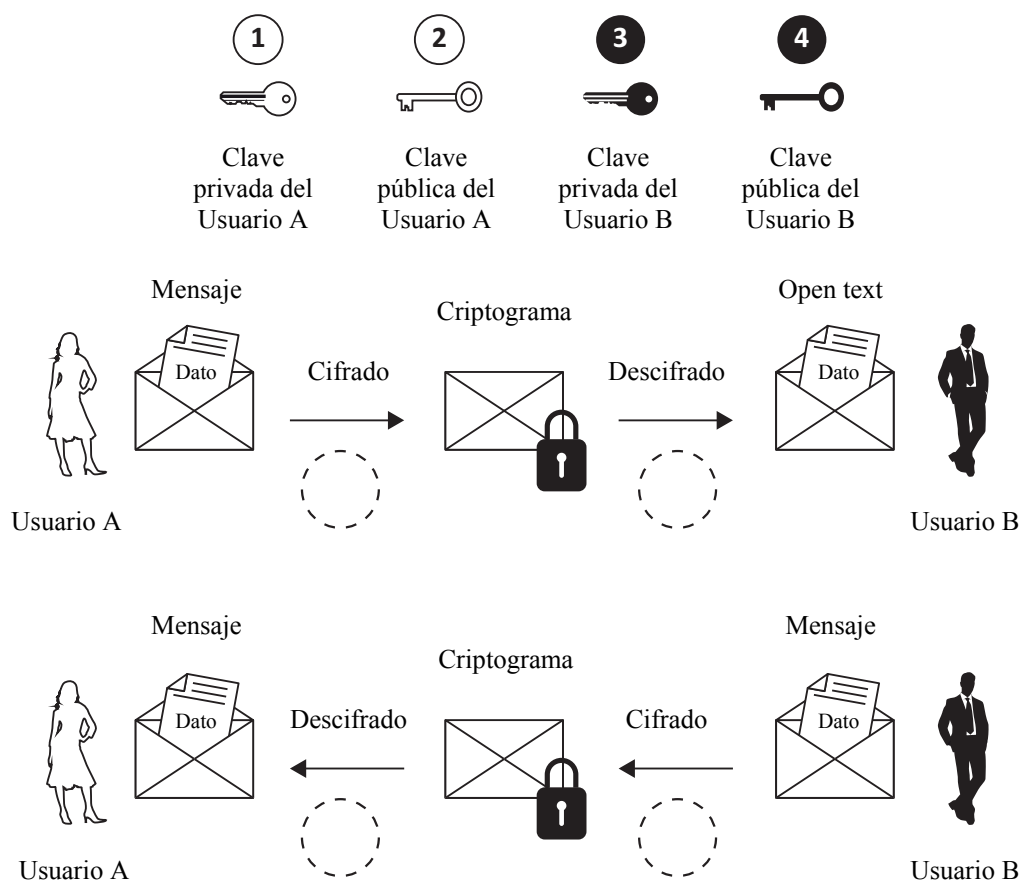 1 2 3 4
Clave Clave Clave Clave
privada del pública del privada del pública del
Usuario A Usuario A Usuario B Usuario B
Mensaje Open text
Criptograma
Dato Cifrado Descifrado Dato
Usuario A Usuario B
Mensaje Mensaje
Criptograma
Dato Descifrado Cifrado Dato
Usuario A Usuario B